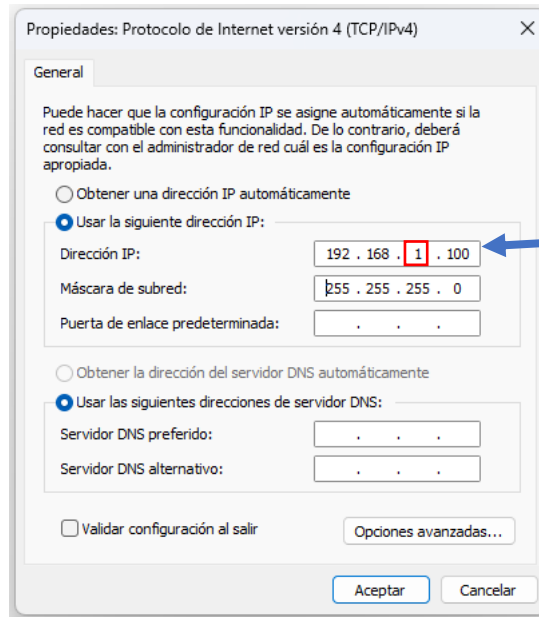 Propiedades: Protocolo de Internet versión 4 (TCP/IPv4)
General
Puede hacer que la configuración IP se asigne automáticamente si la
red es compatible con esta funcionalidad. De lo contrario, deberá
consultar con el administrador de red cuál es la configuración IP
apropiada.
Obtener una dirección IP automáticamente
Usar la siguiente dirección IP:
Dirección IP: 192 . 168 . 1 . 100
Máscara de subred: 255 . 255 . 255 . 0
Puerta de enlace predeterminada: . . .
Obtener la dirección del servidor DNS automáticamente
Usar las siguientes direcciones de servidor DNS:
Servidor DNS preferido: . . .
Servidor DNS alternativo: . . .
Validar configuración al salir Opciones avanzadas...
Aceptar Cancelar